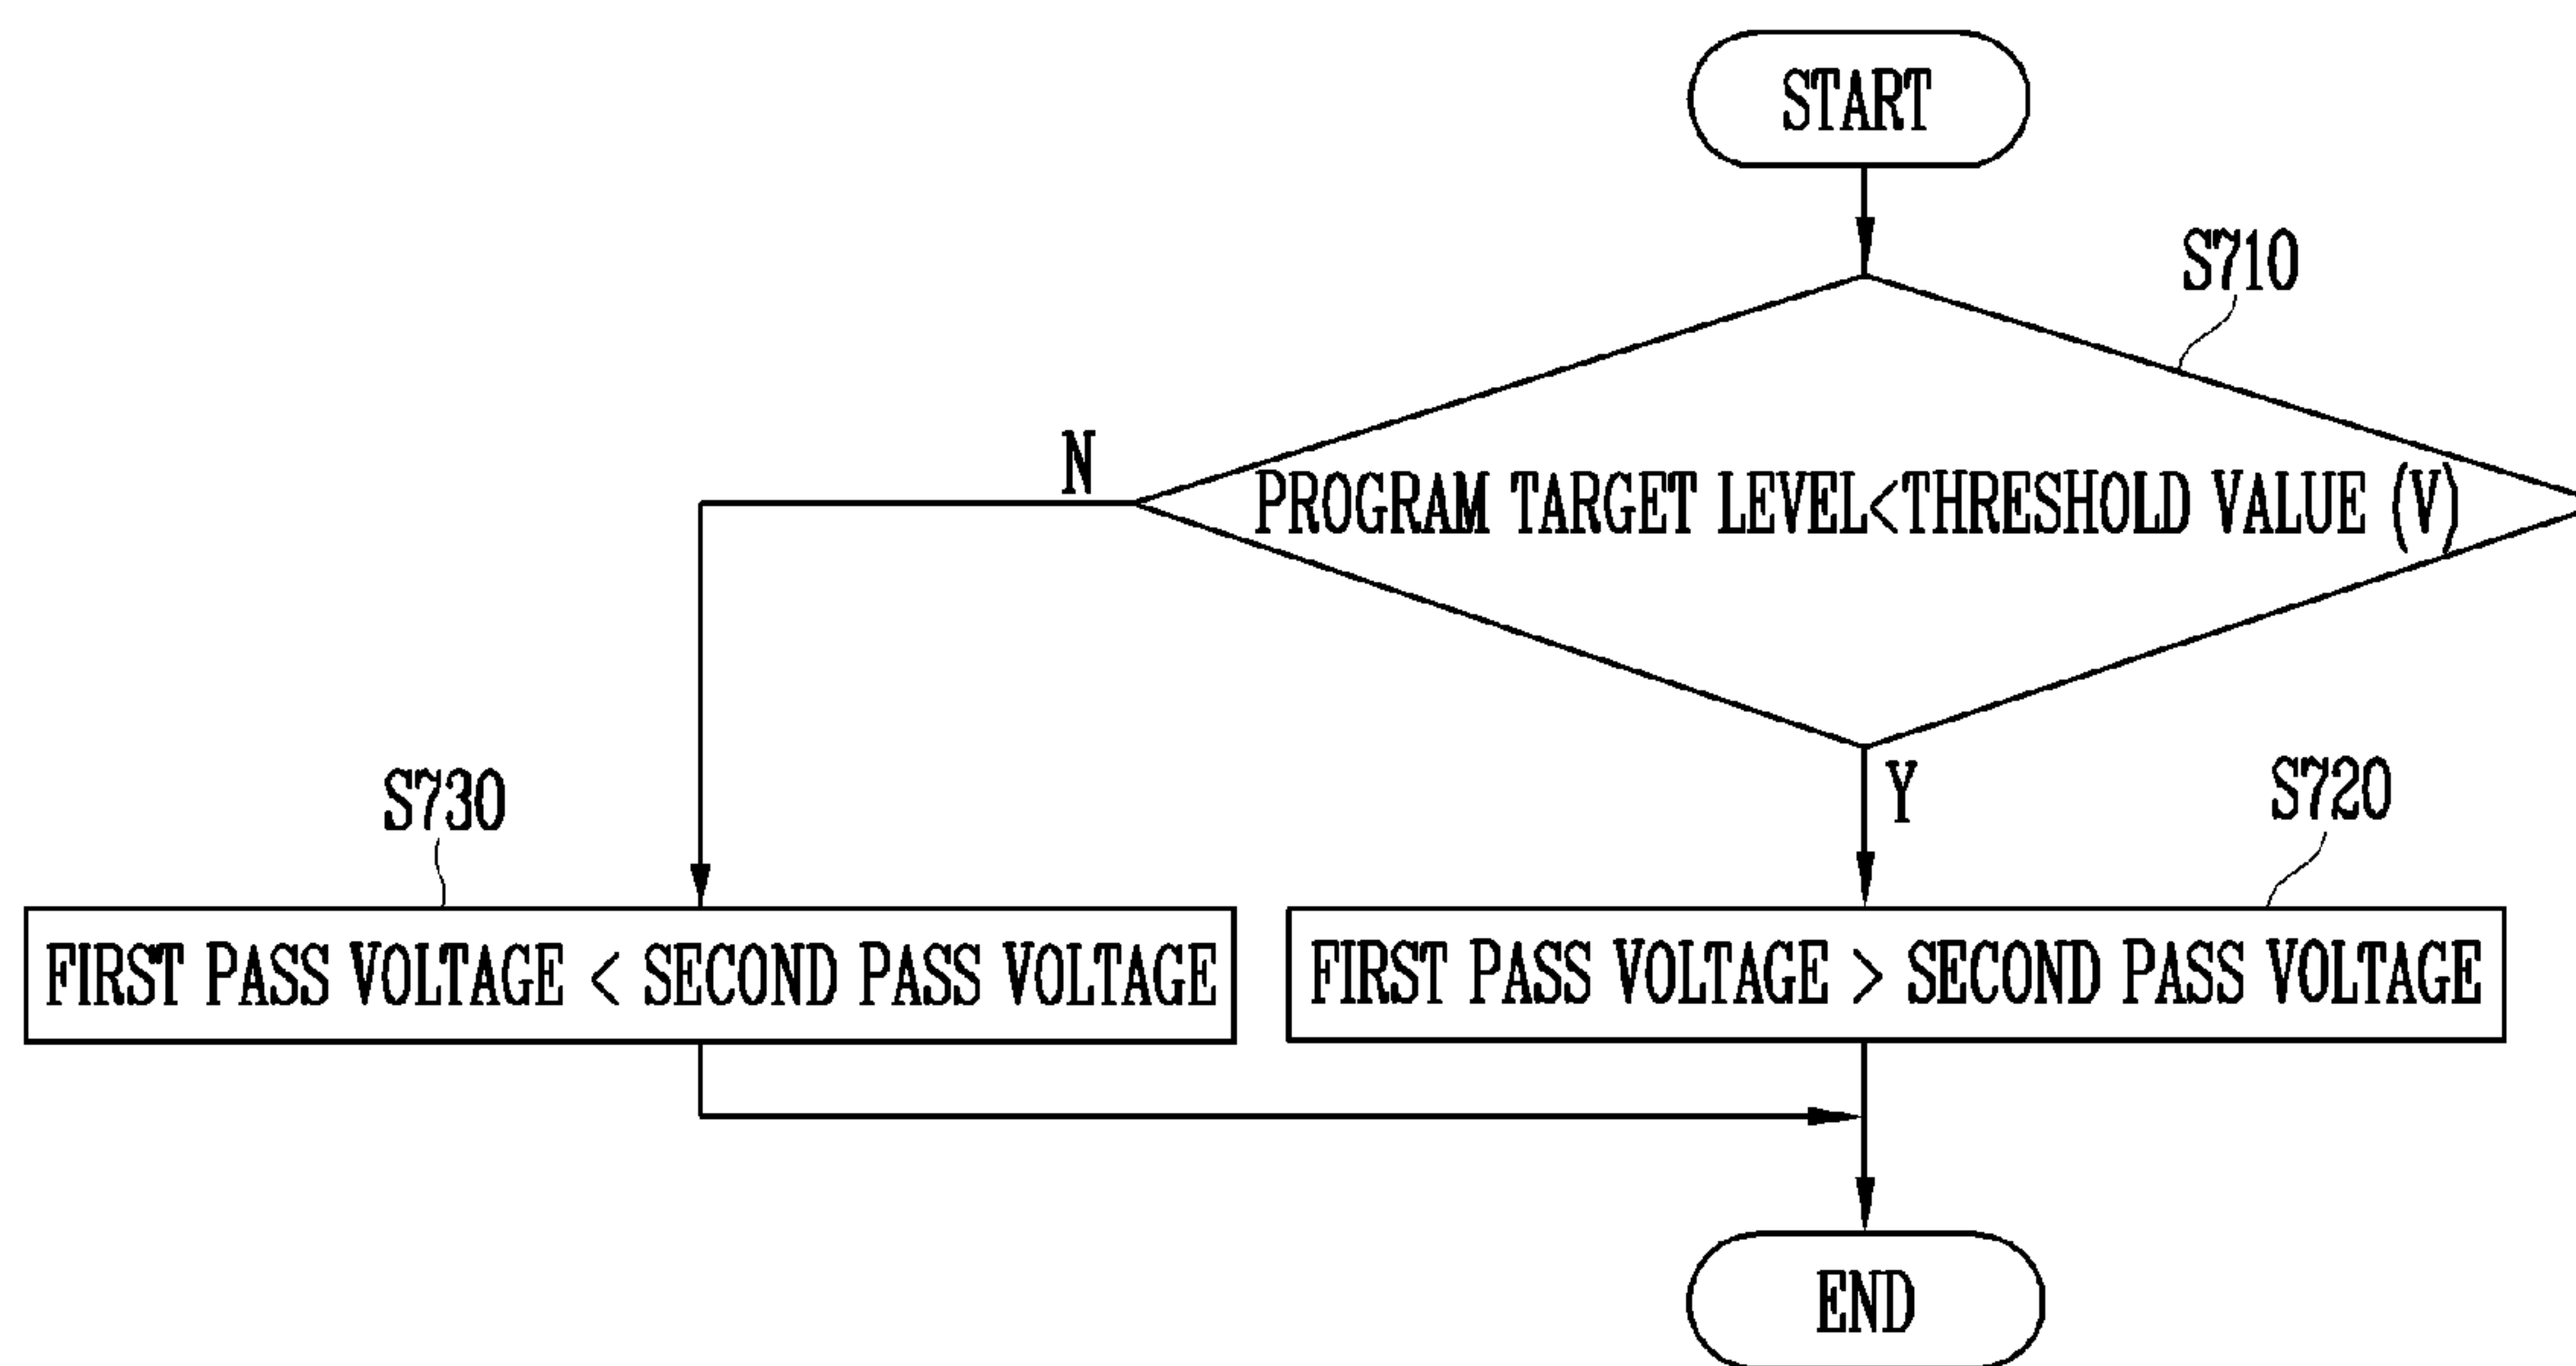 START
S710
N
PROGRAM TARGET LEVEL<THRESHOLD VALUE (V)
Y
S730
S720
FIRST PASS VOLTAGE < SECOND PASS VOLTAGE
FIRST PASS VOLTAGE > SECOND PASS VOLTAGE
END